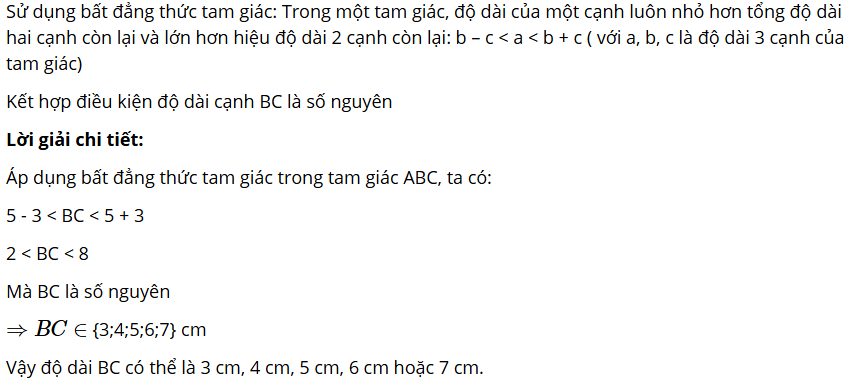 Sử dụng bất đẳng thức tam giác: Trong một tam giác, độ dài của một cạnh luôn nhỏ hơn tổng độ dài
hai cạnh còn lại và lớn hơn hiệu độ dài 2 cạnh còn lại: b – c < a < b + c ( với a, b, c là độ dài 3 cạnh của
tam giác)
Kết hợp điều kiện độ dài cạnh BC là số nguyên
Lời giải chi tiết:
Áp dụng bất đẳng thức tam giác trong tam giác ABC, ta có:
5 - 3 < BC < 5 + 3
2 < BC < 8
Mà BC là số nguyên
⇒ BC ∈ {3;4;5;6;7} cm
Vậy độ dài BC có thể là 3 cm, 4 cm, 5 cm, 6 cm hoặc 7 cm.